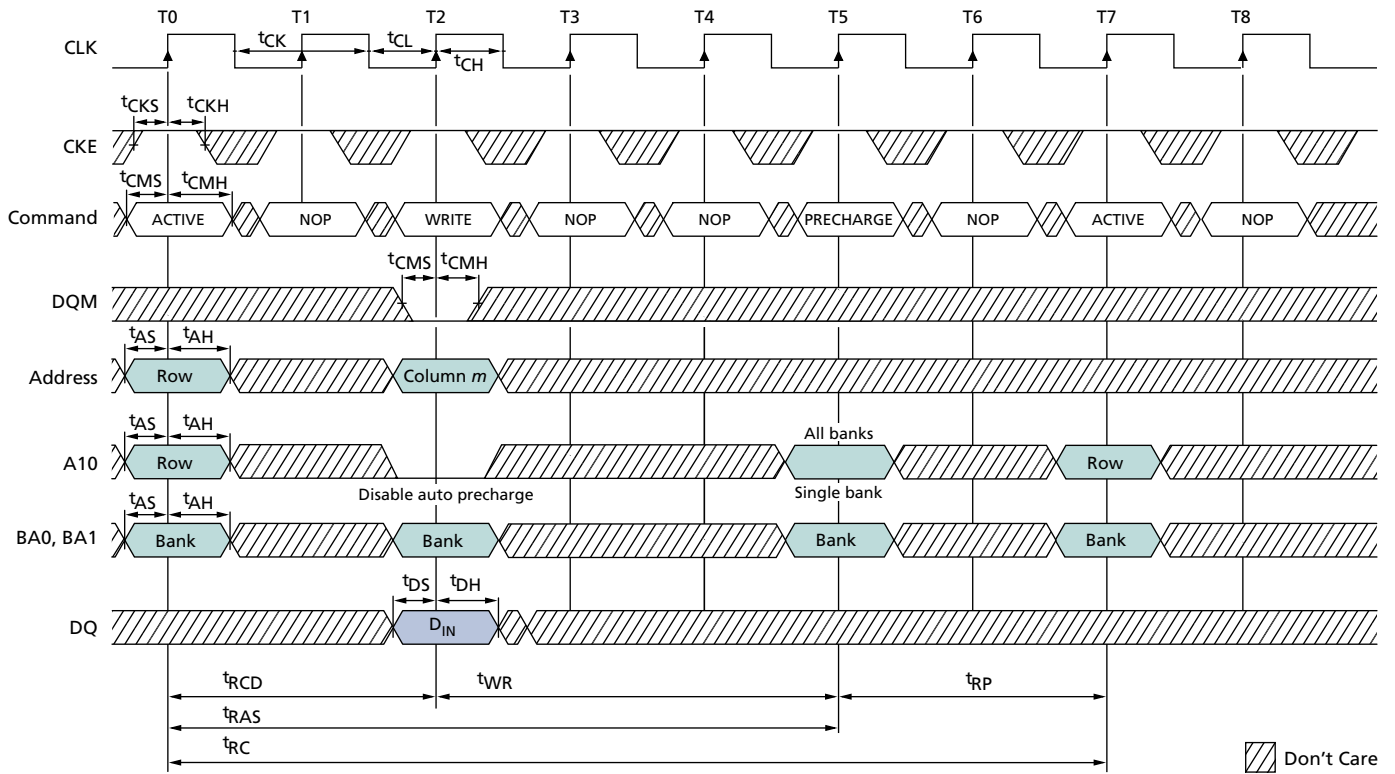 T0 T1 T2 T3 T4 T5 T6 T7 T8
CLK
tCK
tCL
tCH
tCKS tCKH
CKE
tCMS tCMH
Command ACTIVE NOP WRITE NOP NOP PRECHARGE NOP ACTIVE NOP
tCMS tCMH
DQM
tAS tAH
Address Row Column m
tAS tAH
All banks
A10 Row Row
Disable auto precharge Single bank
tAS tAH
BA0, BA1 Bank Bank Bank Bank
tDS tDH
DQ DIN
tRCD tWR tRP
tRAS
tRC
Don't Care